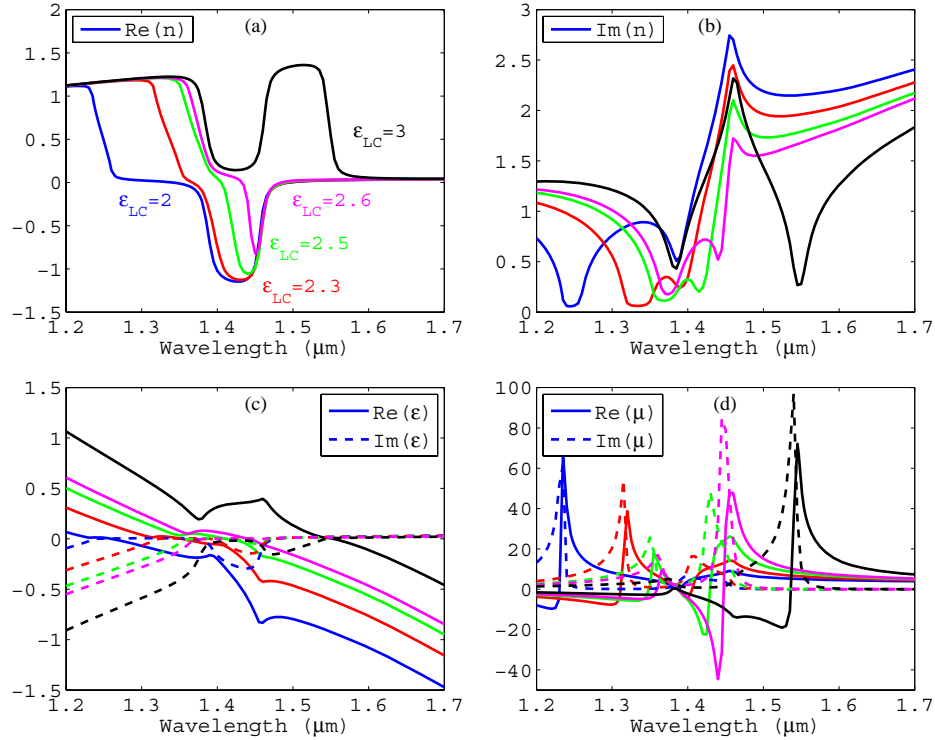 2
1.5
1
0.5
0
−0.5
−1
−1.5
Re(n)
(a)
ε_LC=3
ε_LC=2
ε_LC=2.6
ε_LC=2.5
ε_LC=2.3
1.2 1.3 1.4 1.5 1.6 1.7
Wavelength (μm)
3
2.5
2
1.5
1
0.5
0
Im(n)
(b)
1.2 1.3 1.4 1.5 1.6 1.7
Wavelength (μm)
1.5
1
0.5
0
−0.5
−1
−1.5
(c)
Re(ε)
Im(ε)
1.2 1.3 1.4 1.5 1.6 1.7
Wavelength (μm)
100
80
60
40
20
0
−20
−40
Re(μ)
Im(μ)
(d)
1.2 1.3 1.4 1.5 1.6 1.7
Wavelength (μm)